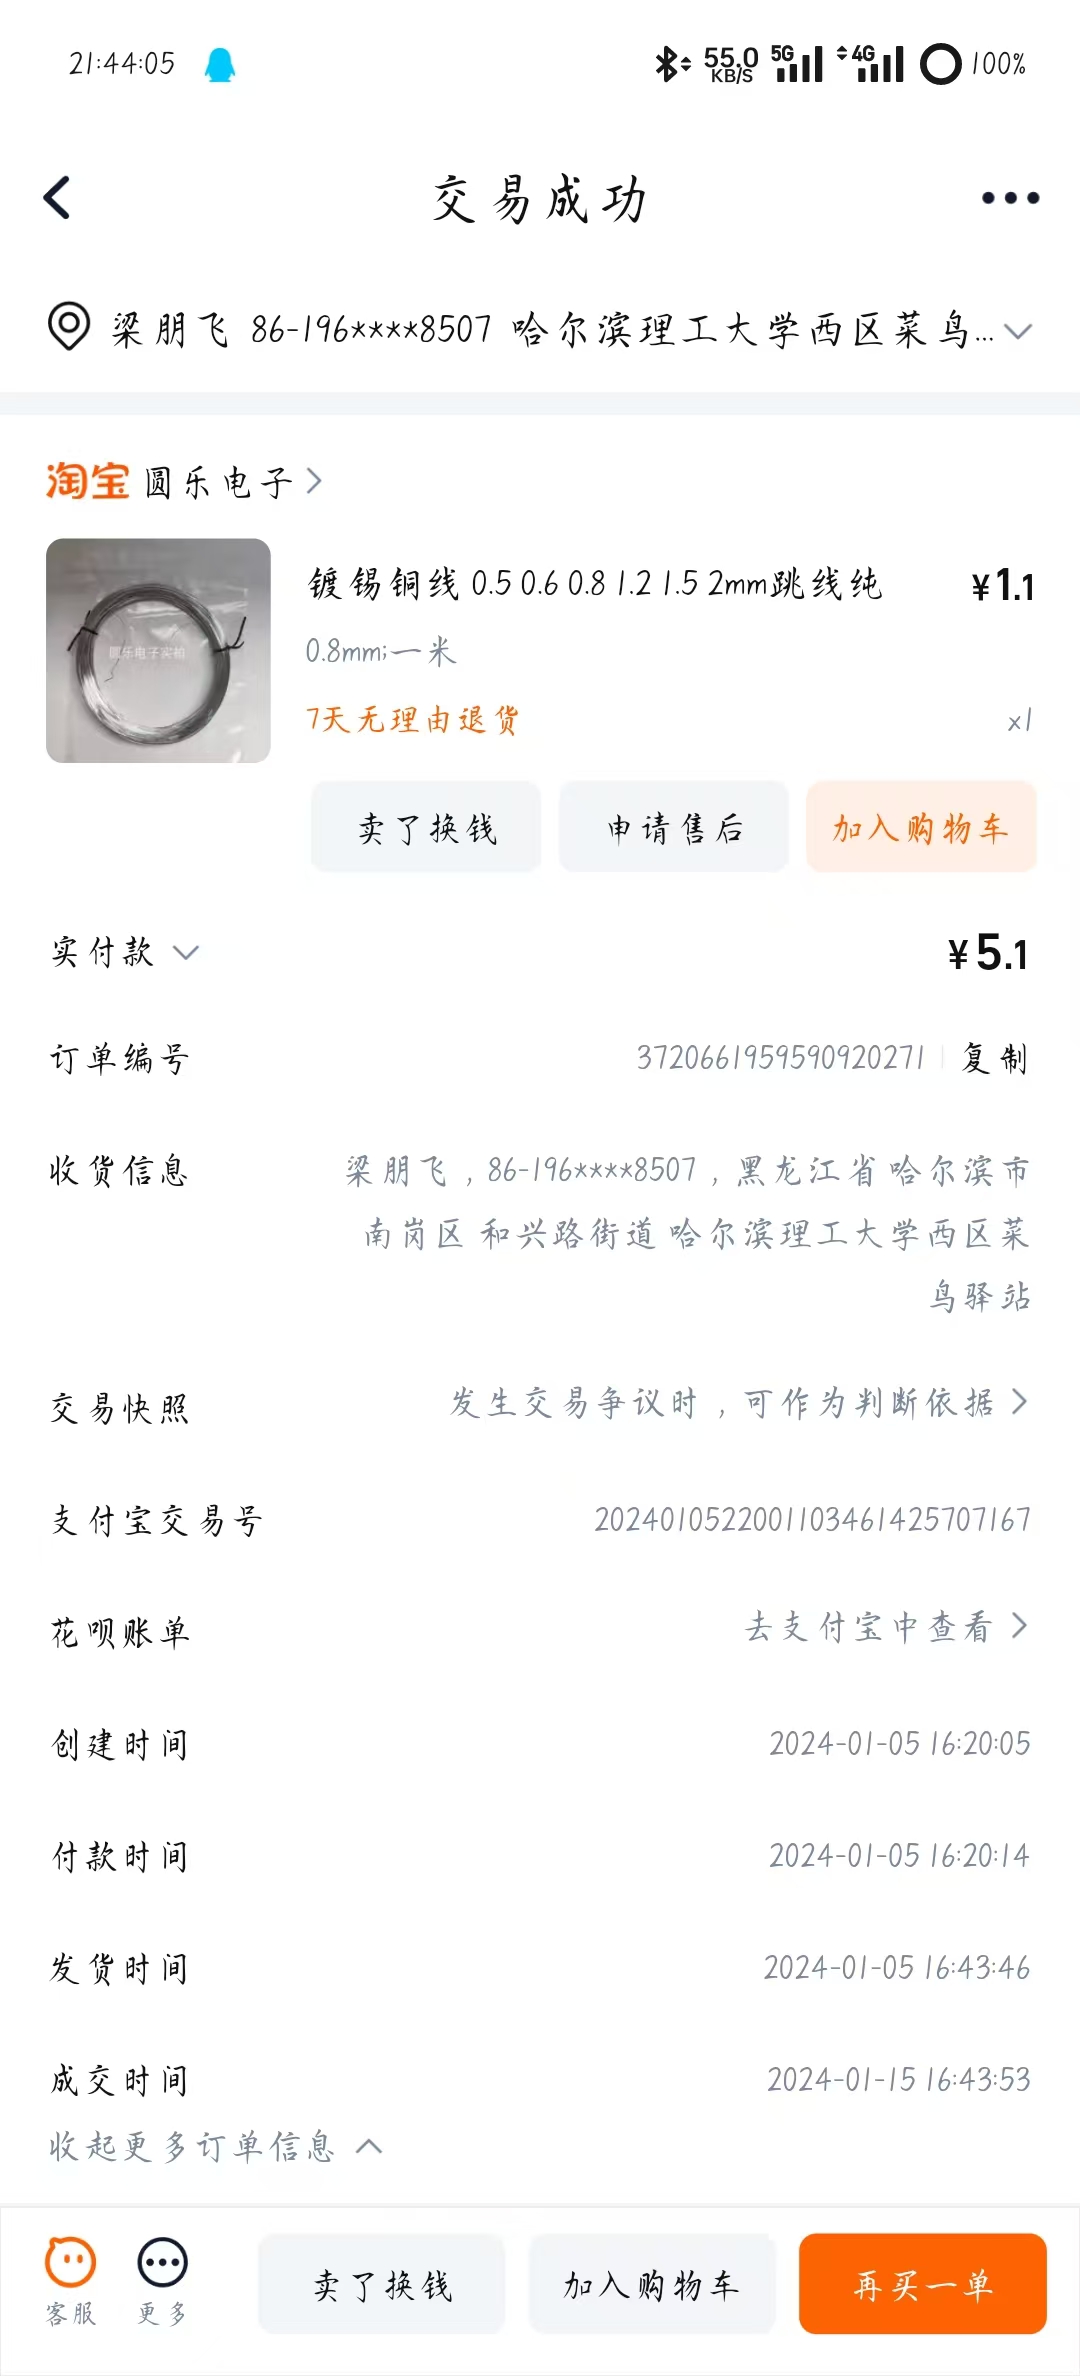 21:44:05 55.0 KB/S 5G 4G 100%
交易成功
梁朋飞 86-196****8507 哈尔滨理工大学西区菜鸟...
淘宝 圆乐电子
圆乐电子实拍
镀锡铜线 0.5 0.6 0.8 1.2 1.5 2mm跳线纯 ¥1.1
0.8mm;一米
7天无理由退货 x1
卖了换钱 申请售后 加入购物车
实付款 ¥5.1
订单编号 3720661959590920271 复制
收货信息 梁朋飞，86-196****8507，黑龙江省 哈尔滨市
南岗区 和兴路街道 哈尔滨理工大学西区菜
鸟驿站
交易快照 发生交易争议时，可作为判断依据
支付宝交易号 2024010522001103461425707167
花呗账单 去支付宝中查看
创建时间 2024-01-05 16:20:05
付款时间 2024-01-05 16:20:14
发货时间 2024-01-05 16:43:46
成交时间 2024-01-15 16:43:53
收起更多订单信息
客服 更多 卖了换钱 加入购物车 再买一单